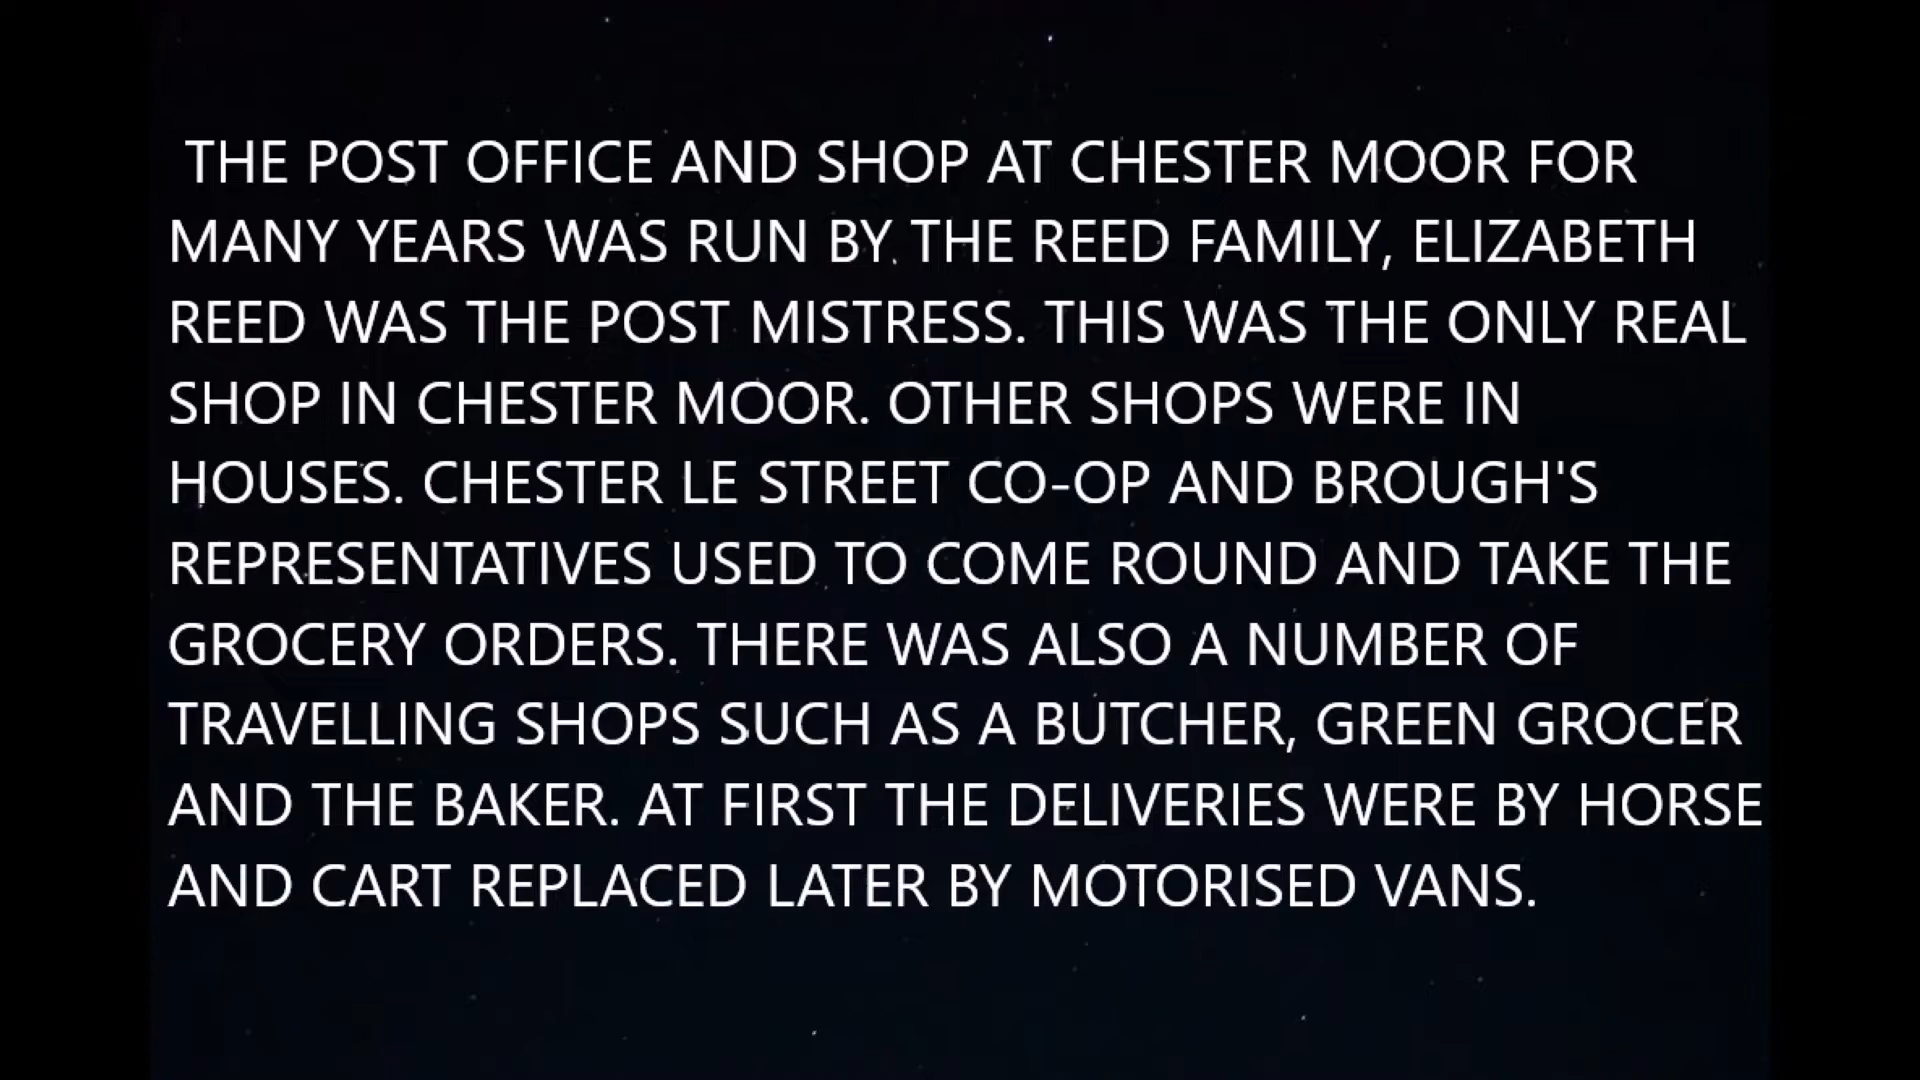 THE POST OFFICE AND SHOP AT CHESTER MOOR FOR
MANY YEARS WAS RUN BY THE REED FAMILY, ELIZABETH
REED WAS THE POST MISTRESS. THIS WAS THE ONLY REAL
SHOP IN CHESTER MOOR. OTHER SHOPS WERE IN
HOUSES. CHESTER LE STREET CO-OP AND BROUGH'S
REPRESENTATIVES USED TO COME ROUND AND TAKE THE
GROCERY ORDERS. THERE WAS ALSO A NUMBER OF
TRAVELLING SHOPS SUCH AS A BUTCHER, GREEN GROCER
AND THE BAKER. AT FIRST THE DELIVERIES WERE BY HORSE
AND CART REPLACED LATER BY MOTORISED VANS.